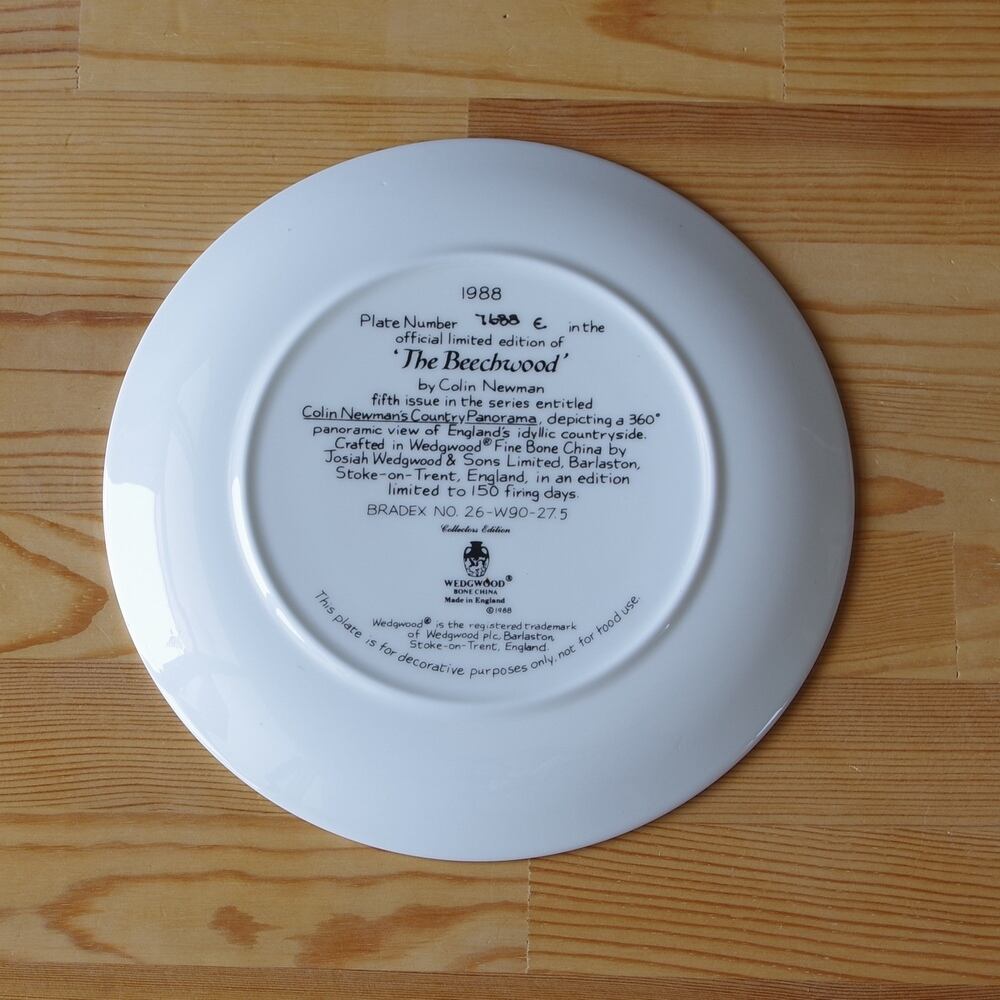 1988
Plate Number 7688 E in the
official limited edition of
'The Beechwood'
by Colin Newman
fifth issue in the series entitled
Colin Newman's Country Panorama, depicting a 360°
panoramic view of England's idyllic countryside.
Crafted in Wedgwood® Fine Bone China by
Josiah Wedgwood & Sons Limited, Barlaston,
Stoke-on-Trent, England, in an edition
limited to 150 firing days.
BRADEX NO. 26-W90-27.5
Collectors Edition
WEDGWOOD®
BONE CHINA
Made in England
©1988
Wedgwood® is the registered trademark
of Wedgwood plc, Barlaston,
Stoke-on-Trent, England.
This plate is for decorative purposes only, not for food use.